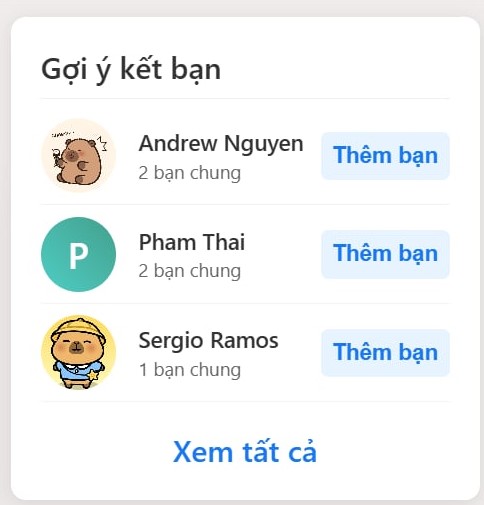 Gợi ý kết bạn
Andrew Nguyen
2 bạn chung
Thêm bạn
P
Pham Thai
2 bạn chung
Thêm bạn
Sergio Ramos
1 bạn chung
Thêm bạn
Xem tất cả